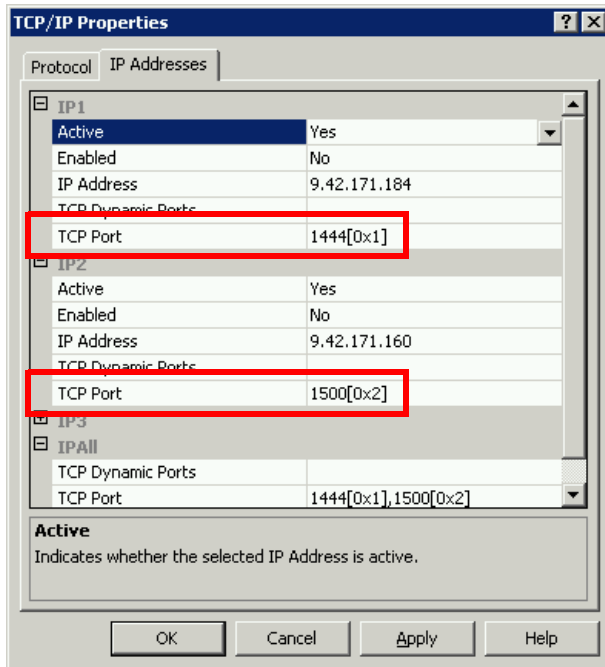 TCP/IP Properties
Protocol IP Addresses
IP1
Active Yes
Enabled No
IP Address 9.42.171.184
TCP Dynamic Ports
TCP Port 1444[0x1]
IP2
Active Yes
Enabled No
IP Address 9.42.171.160
TCP Dynamic Ports
TCP Port 1500[0x2]
IP3
IPAll
TCP Dynamic Ports
TCP Port 1444[0x1],1500[0x2]
Active
Indicates whether the selected IP Address is active.
OK Cancel Apply Help